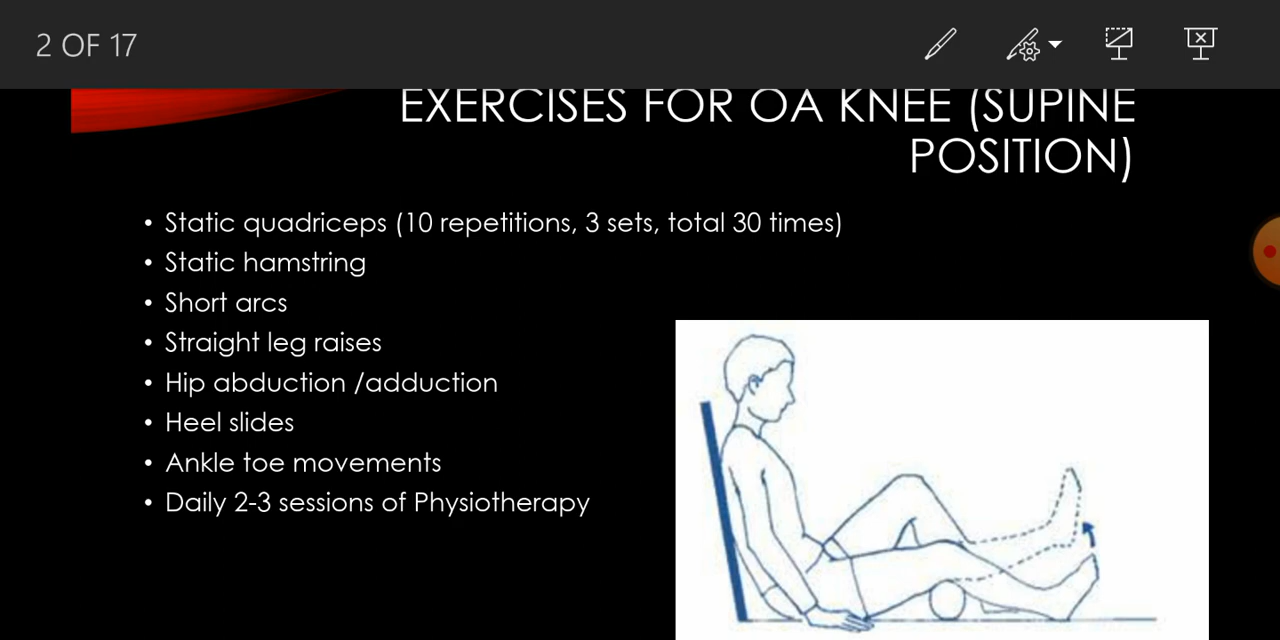 2 OF 17
EXERCISES FOR OA KNEE (SUPINE
POSITION)
• Static quadriceps (10 repetitions, 3 sets, total 30 times)
• Static hamstring
• Short arcs
• Straight leg raises
• Hip abduction /adduction
• Heel slides
• Ankle toe movements
• Daily 2-3 sessions of Physiotherapy